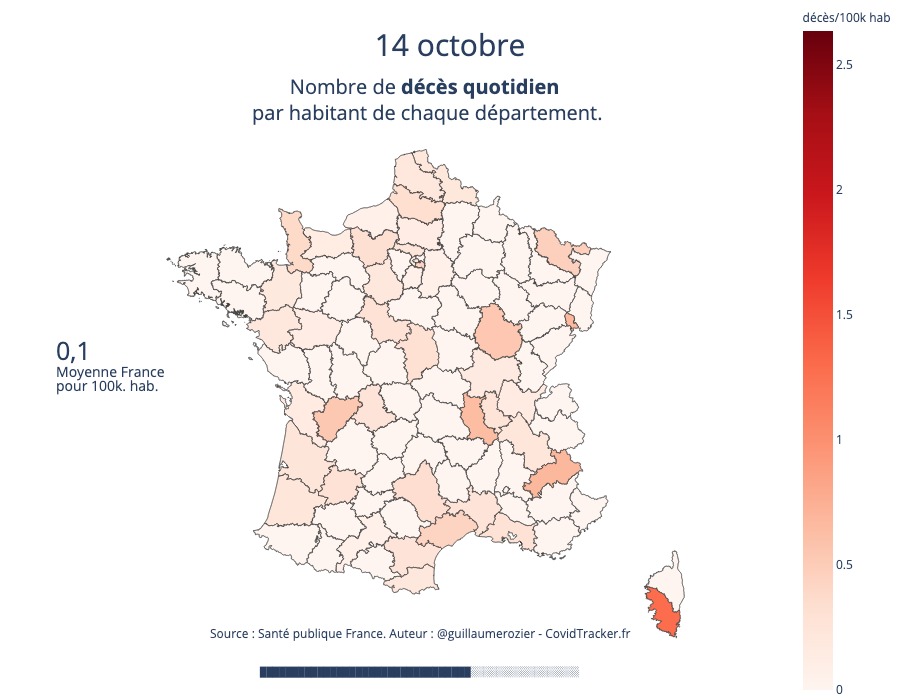 14 octobre
Nombre de décès quotidien
par habitant de chaque département.
décès/100k hab
2.5
2
1.5
1
0.5
0
0,1
Moyenne France
pour 100k. hab.
Source : Santé publique France. Auteur : @guillaumerozier - CovidTracker.fr